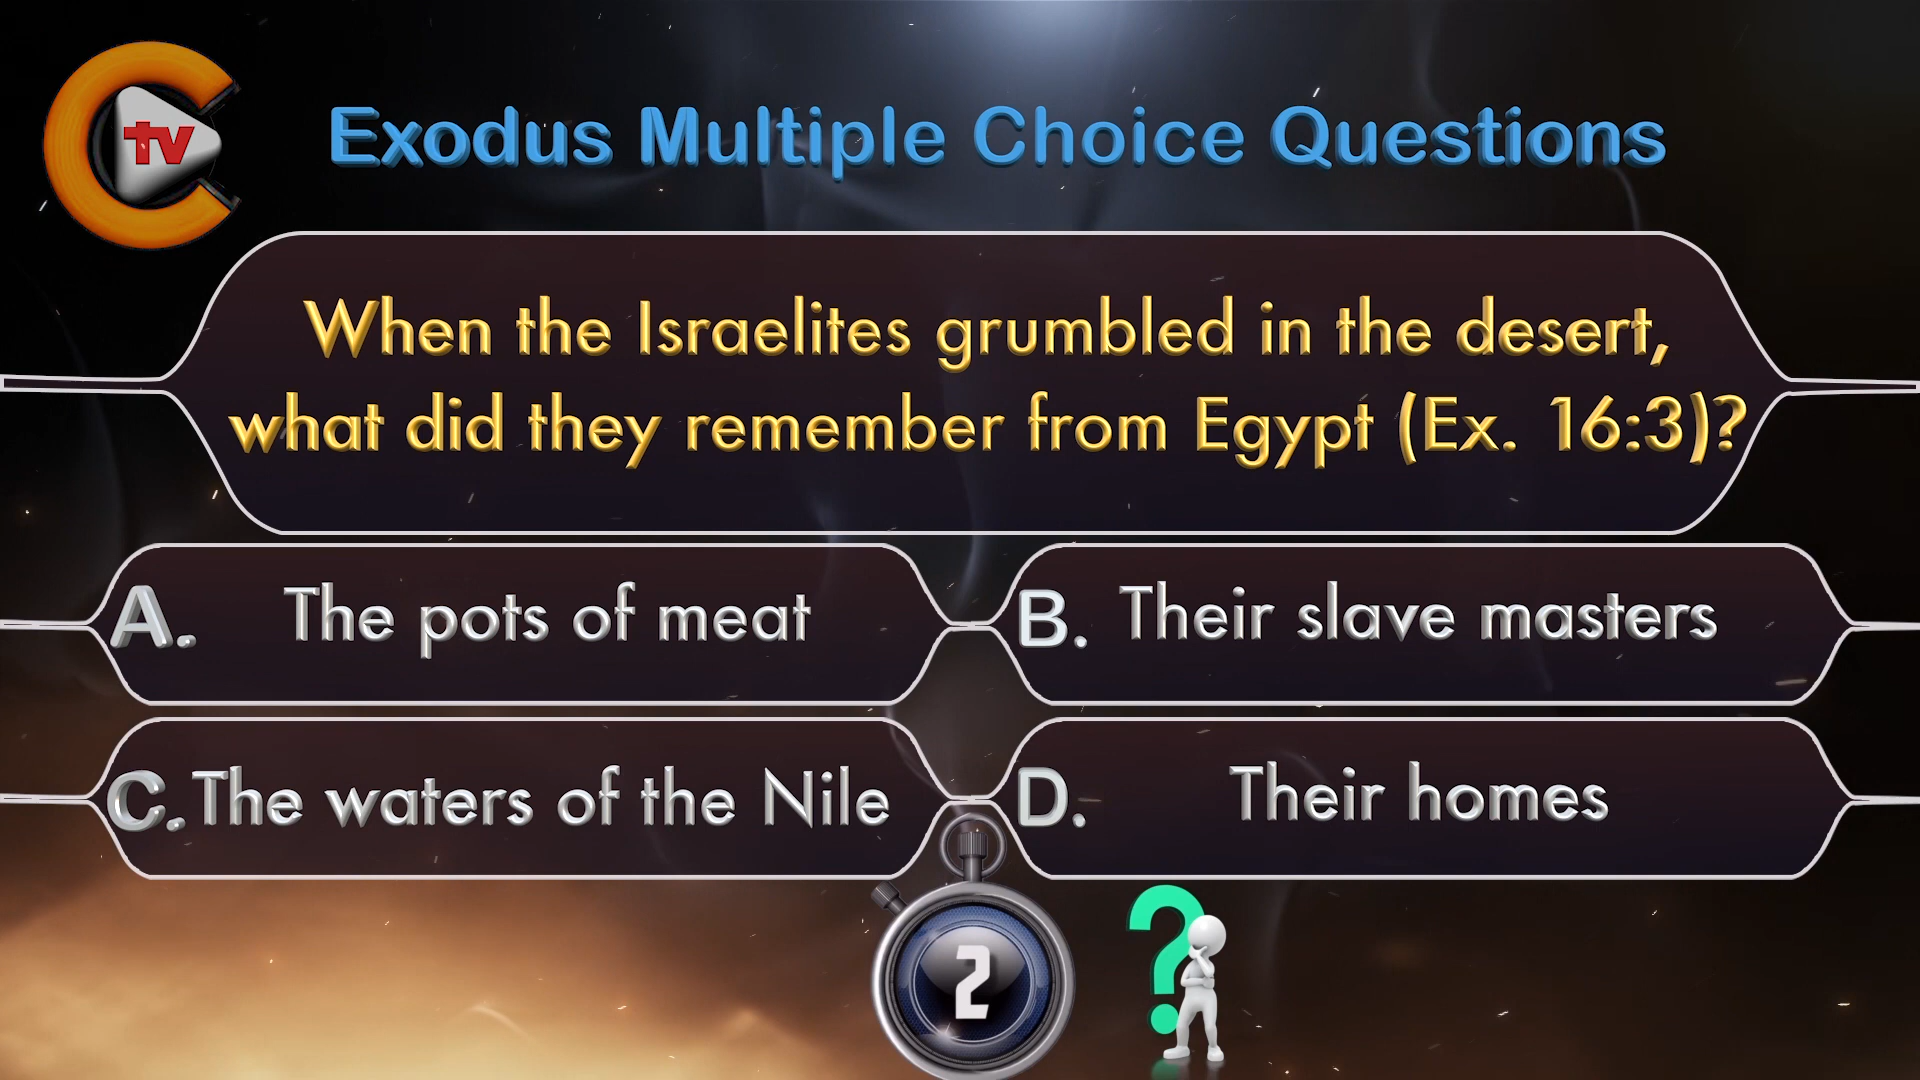 tv
Exodus Multiple Choice Questions
When the Israelites grumbled in the desert,
what did they remember from Egypt (Ex. 16:3)?
A. The pots of meat
B. Their slave masters
C. The waters of the Nile
D. Their homes
2
?